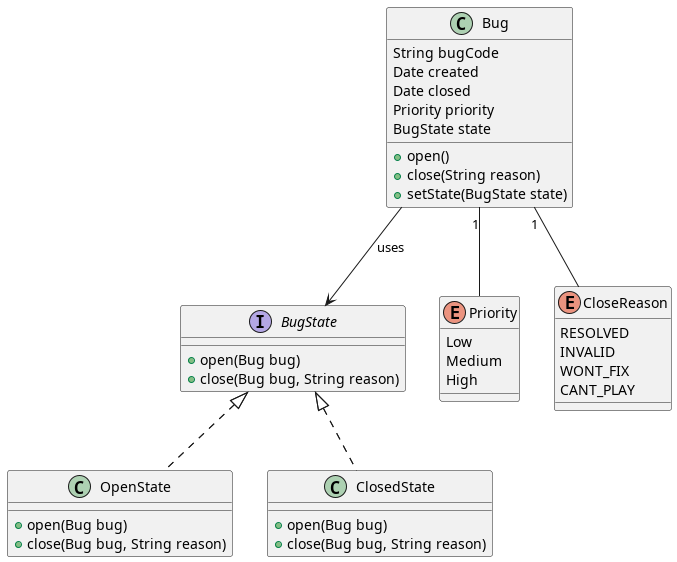 C Bug
String bugCode
Date created
Date closed
Priority priority
BugState state
open()
close(String reason)
setState(BugState state)
1
1
uses
I BugState
open(Bug bug)
close(Bug bug, String reason)
E Priority
Low
Medium
High
E CloseReason
RESOLVED
INVALID
WONT_FIX
CANT_PLAY
C OpenState
open(Bug bug)
close(Bug bug, String reason)
C ClosedState
open(Bug bug)
close(Bug bug, String reason)